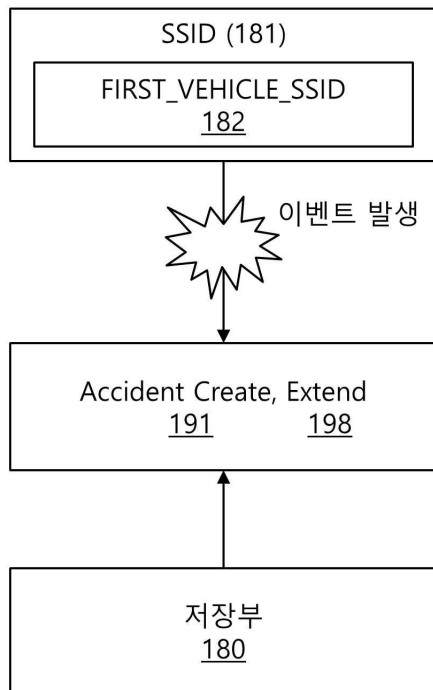 SSID (181)
FIRST_VEHICLE_SSID
182
이벤트 발생
Accident Create, Extend
191 198
저장부
180